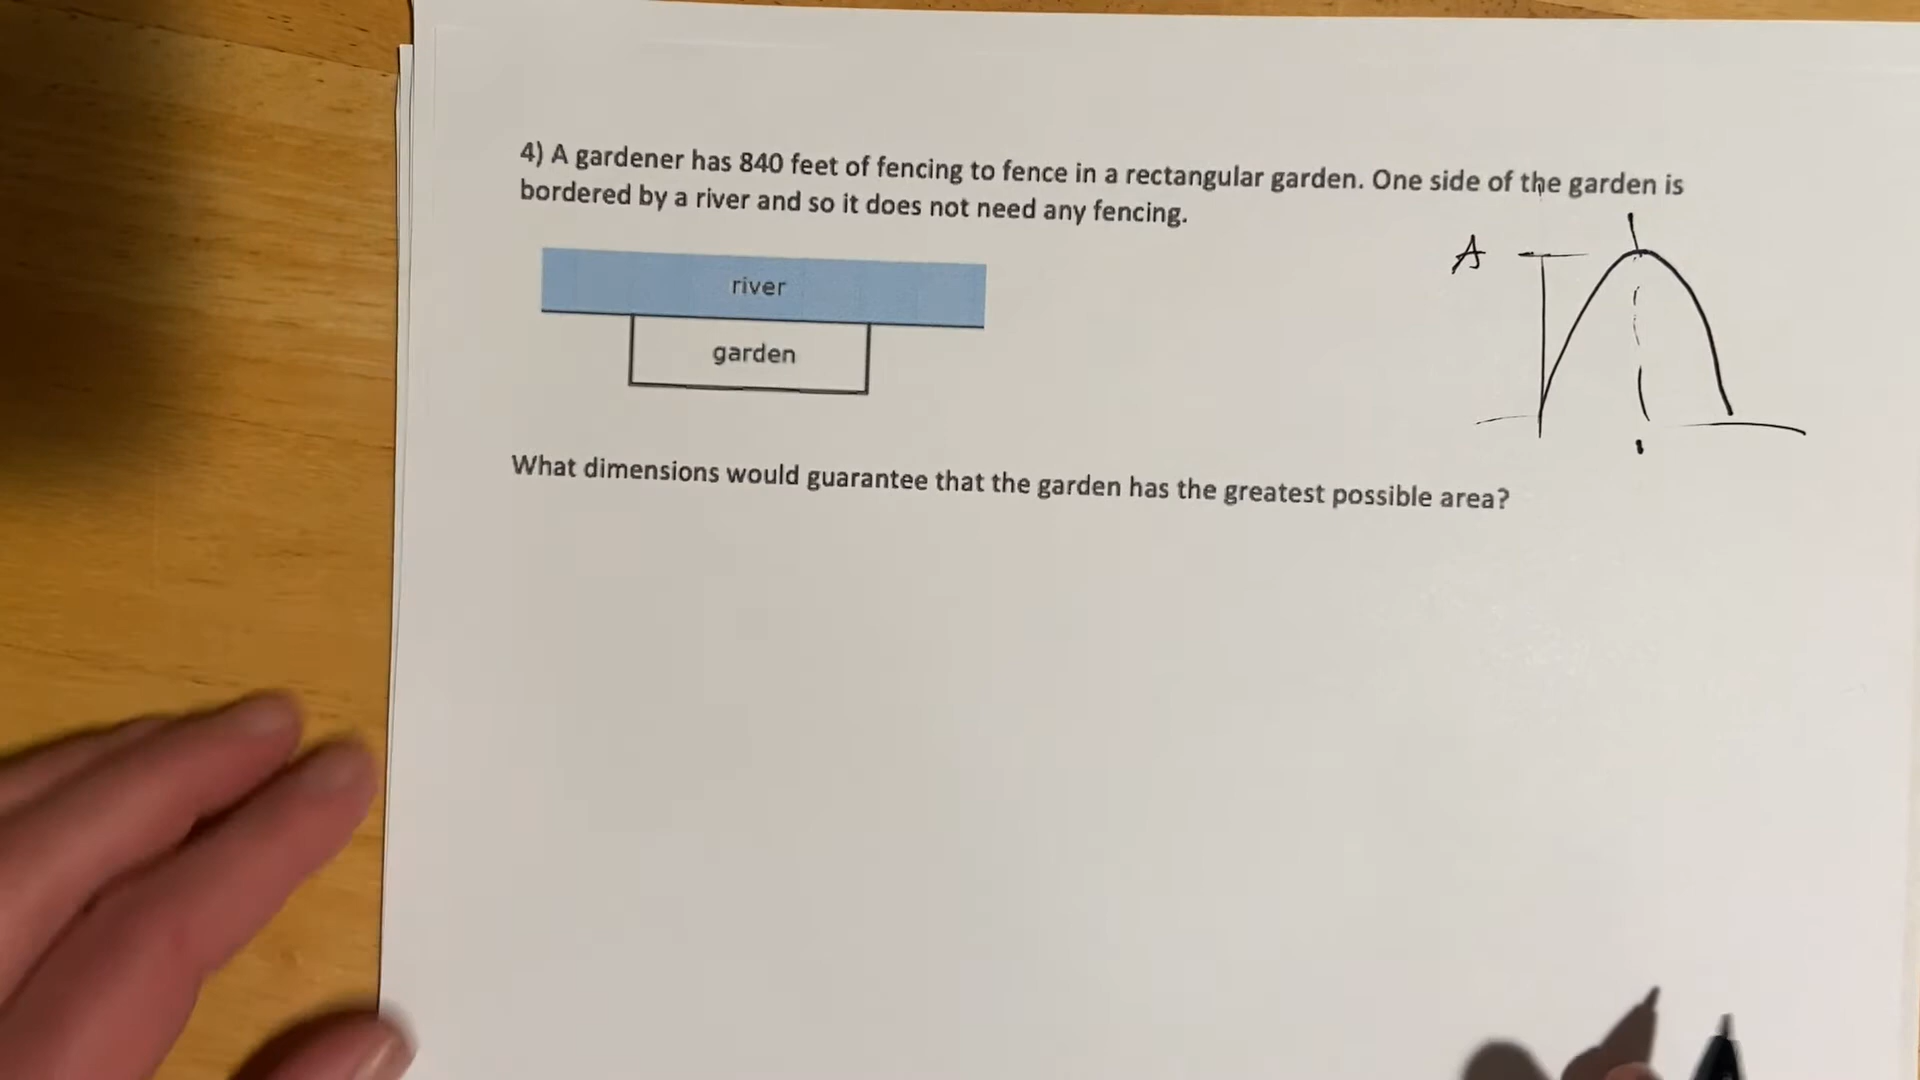 4) A gardener has 840 feet of fencing to fence in a rectangular garden. One side of the garden is
bordered by a river and so it does not need any fencing.
A
river
garden
What dimensions would guarantee that the garden has the greatest possible area?